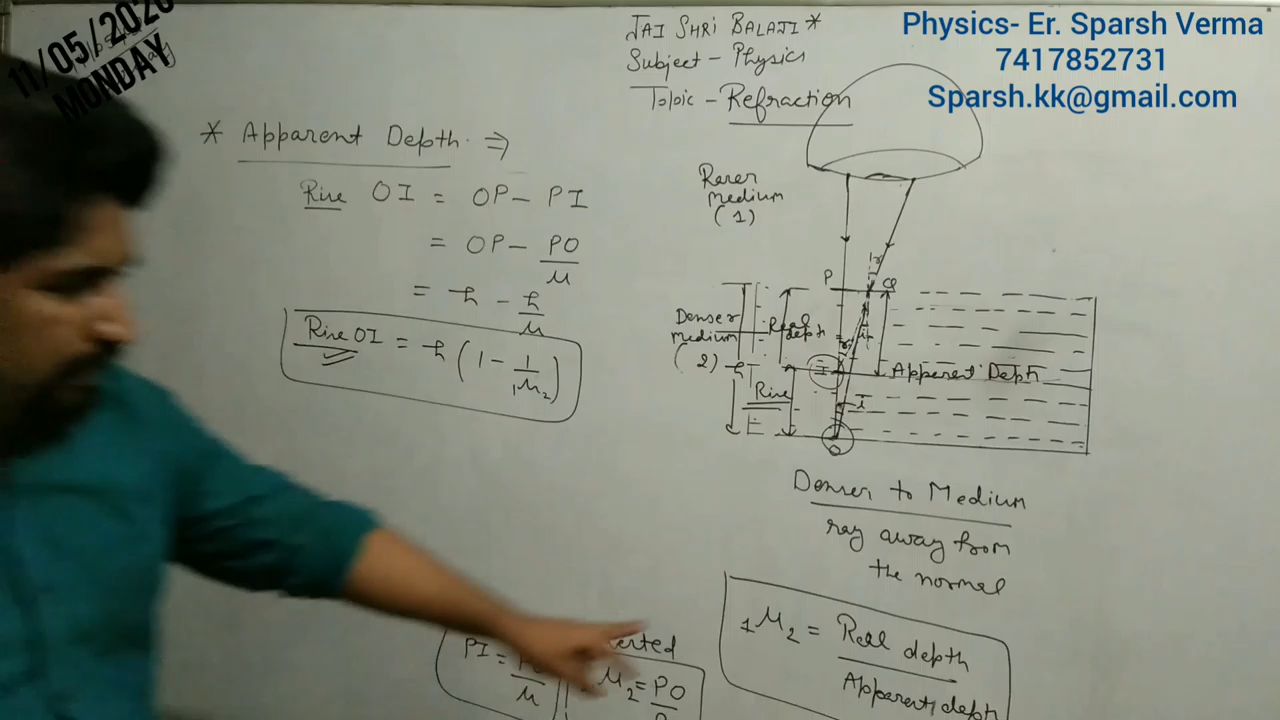 11/05/2020
MONDAY
Physics- Er. Sparsh Verma
7417852731
Sparsh.kk@gmail.com
JAI SHRI BALAJI *
Subject - Physics
Topic - Refraction
* Apparent Depth ⇒
Rise OI = OP - PI
= OP - PO/μ
= h - h/μ
Rise OI = h (1 - 1/₁μ₂)
Rarer
medium
(1)
P
Q
r
Denser
medium
(2)
Real
depth
h
I
Apparent Depth
Rise
i
O
Denser to Medium
ray away from
the normal
₁μ₂ = Real depth/Apparent depth
PI =
μ
μ₂ = PO